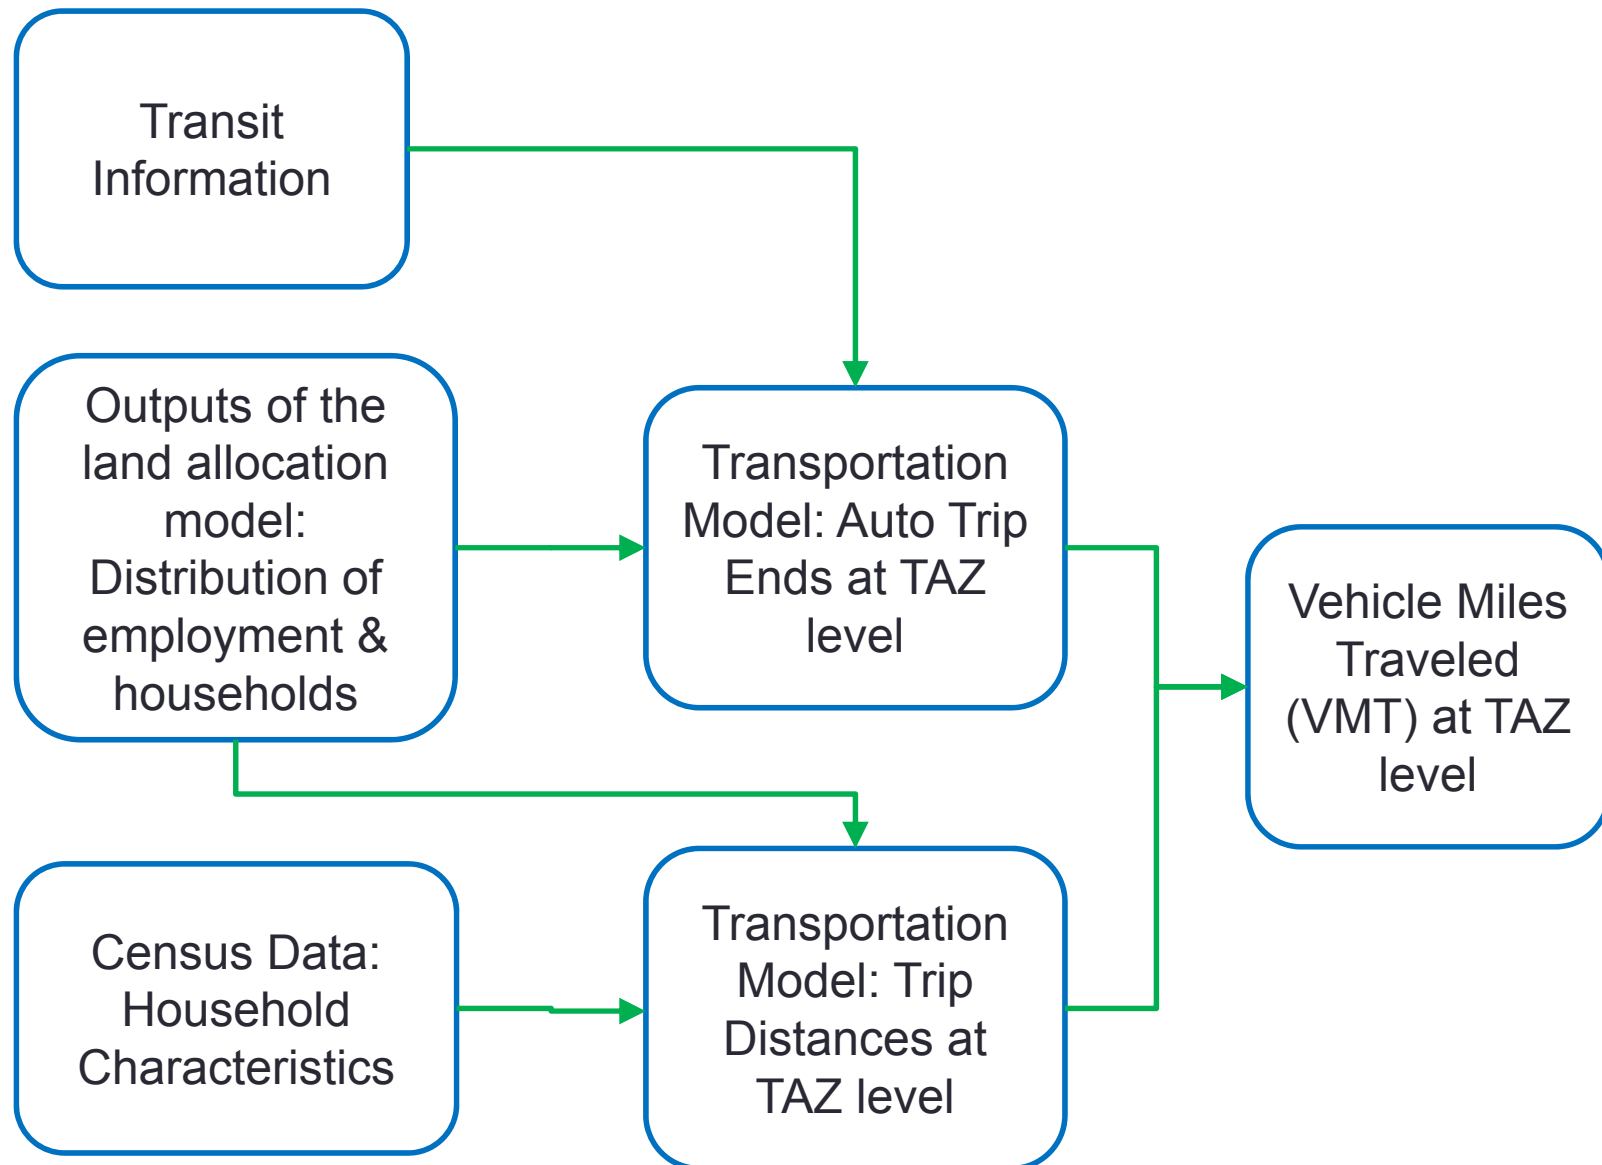 Transit
Information
Outputs of the
land allocation
model:
Distribution of
employment &
households
Transportation
Model: Auto Trip
Ends at TAZ
level
Vehicle Miles
Traveled
(VMT) at TAZ
level
Census Data:
Household
Characteristics
Transportation
Model: Trip
Distances at
TAZ level